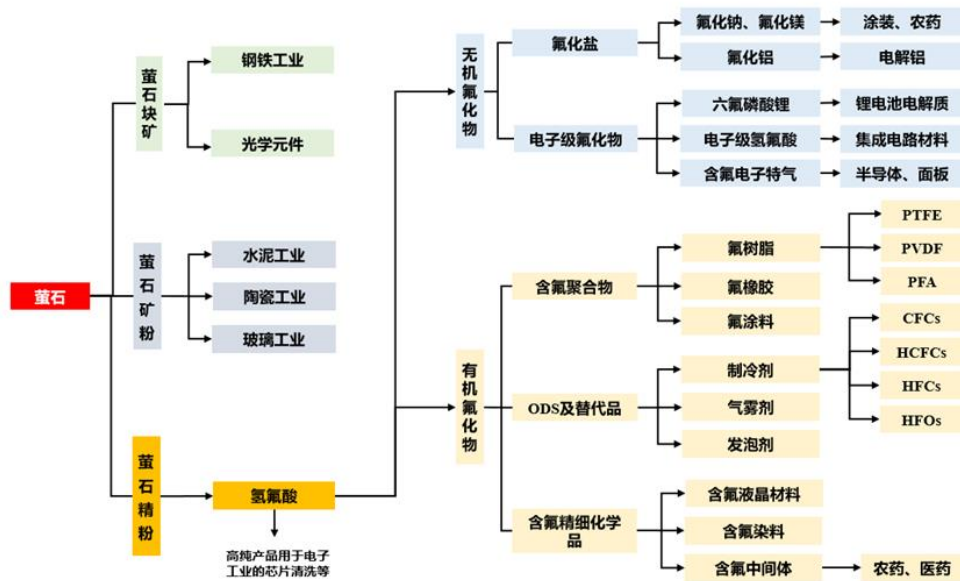 萤石
萤石块矿
钢铁工业
光学元件
萤石矿粉
水泥工业
陶瓷工业
玻璃工业
萤石精粉
氢氟酸
高纯产品用于电子
工业的芯片清洗等
无机氟化物
氟化盐
氟化钠、氟化镁
涂装、农药
氟化铝
电解铝
电子级氟化物
六氟磷酸锂
锂电池电解质
电子级氢氟酸
集成电路材料
含氟电子特气
半导体、面板
有机氟化物
含氟聚合物
氟树脂
PTFE
PVDF
PFA
氟橡胶
氟涂料
ODS及替代品
制冷剂
CFCs
HCFCs
HFCs
HFOs
气雾剂
发泡剂
含氟精细化学
品
含氟液晶材料
含氟染料
含氟中间体
农药、医药